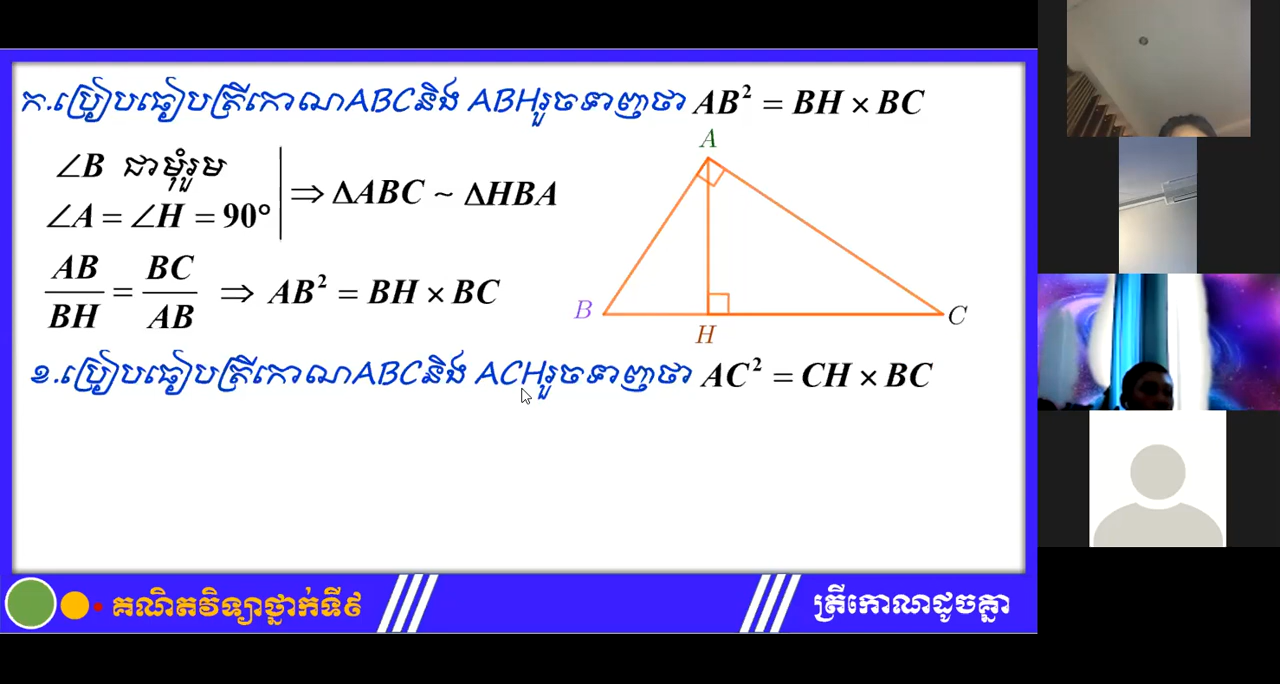 ក.ប្រៀបធៀបត្រីកោណABCនិង ABHរួចទាញថា AB² = BH × BC
∠B ជាមុំរួម
∠A = ∠H = 90°
⇒ ΔABC ~ ΔHBA
AB/BH = BC/AB ⇒ AB² = BH × BC
A
B
H
C
ខ.ប្រៀបធៀបត្រីកោណABCនិង ACHរួចទាញថា AC² = CH × BC
គណិតវិទ្យាថ្នាក់ទី៩
ត្រីកោណដូចគ្នា